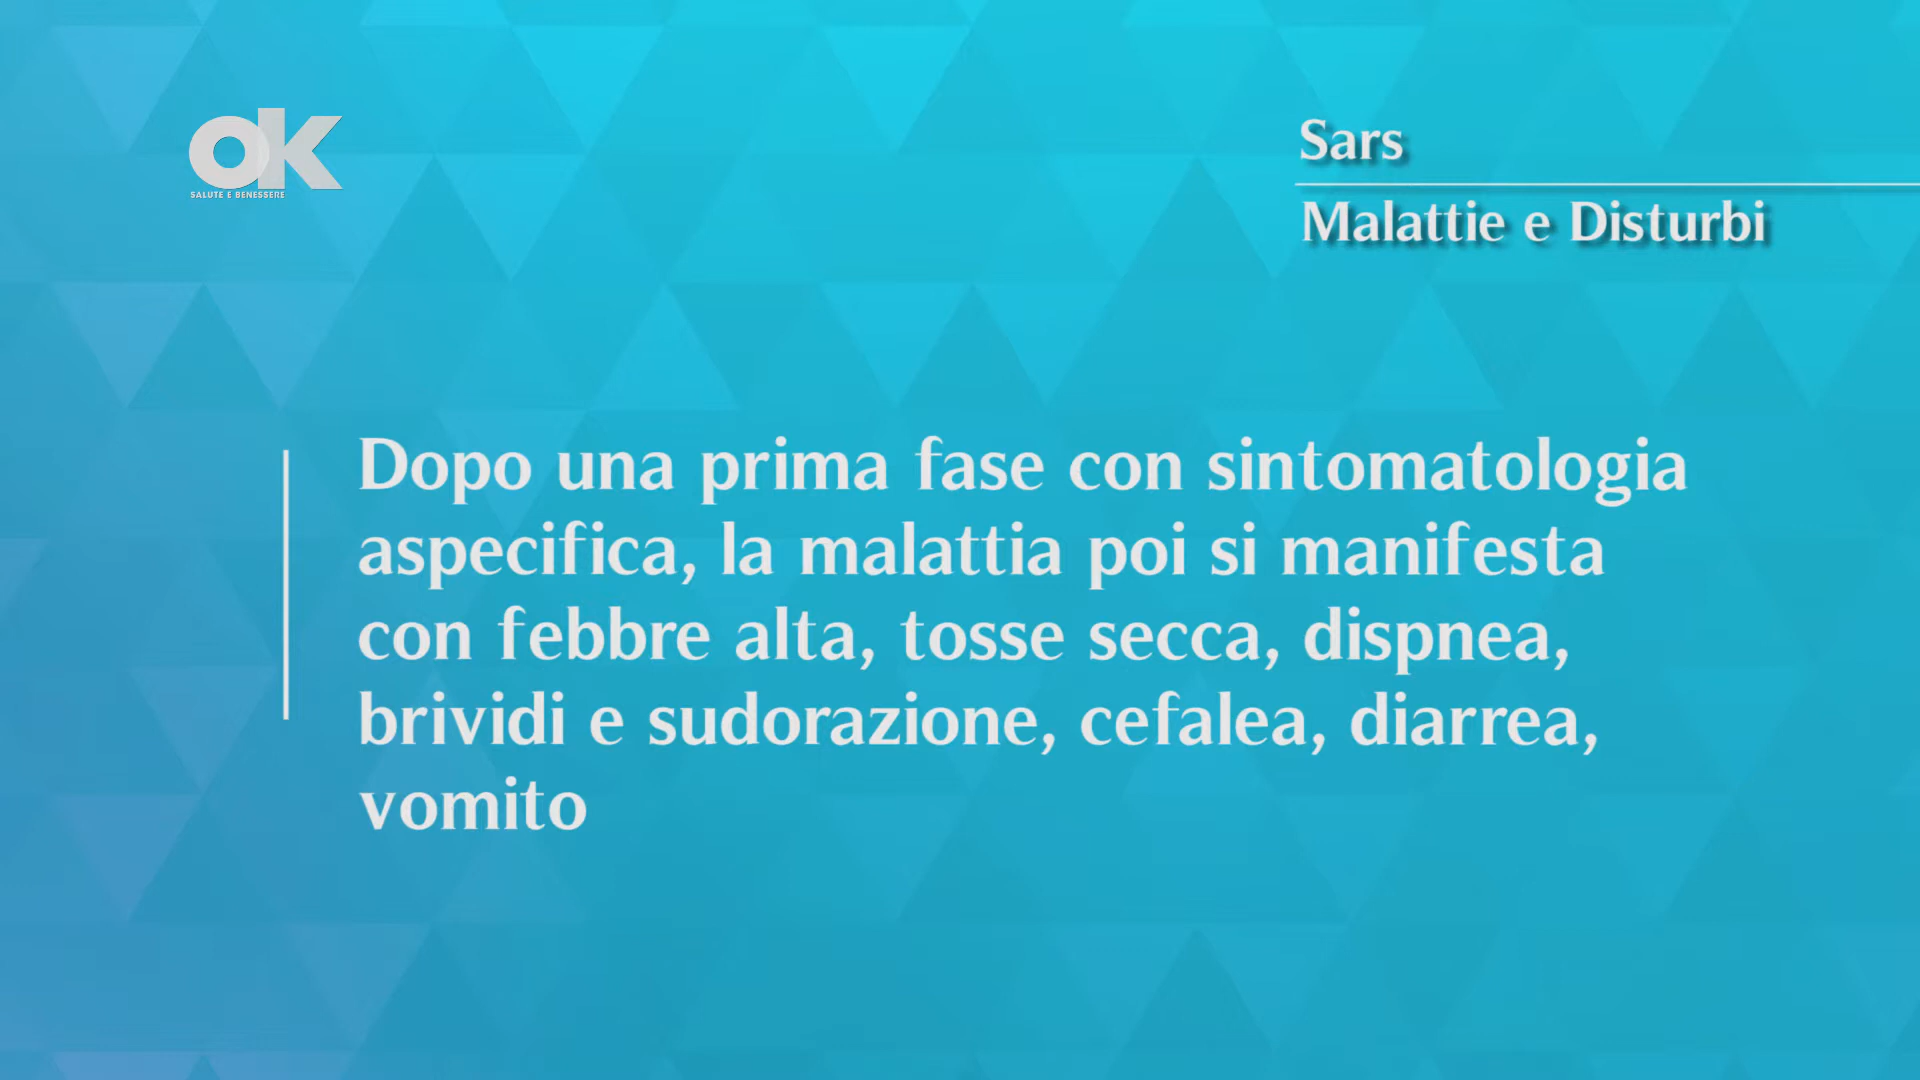 ok
SALUTE E BENESSERE
Sars
Malattie e Disturbi
Dopo una prima fase con sintomatologia
aspecifica, la malattia poi si manifesta
con febbre alta, tosse secca, dispnea,
brividi e sudorazione, cefalea, diarrea,
vomito